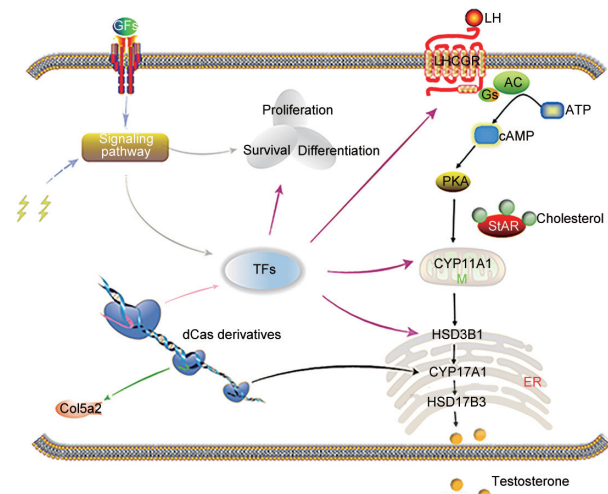 GFs
LH
LHCGR
AC
Gs
ATP
cAMP
Proliferation
Signaling
pathway
Survival
Differentiation
PKA
StAR
Cholesterol
TFs
CYP11A1
M
dCas derivatives
HSD3B1
CYP17A1
ER
Col5a2
HSD17B3
Testosterone